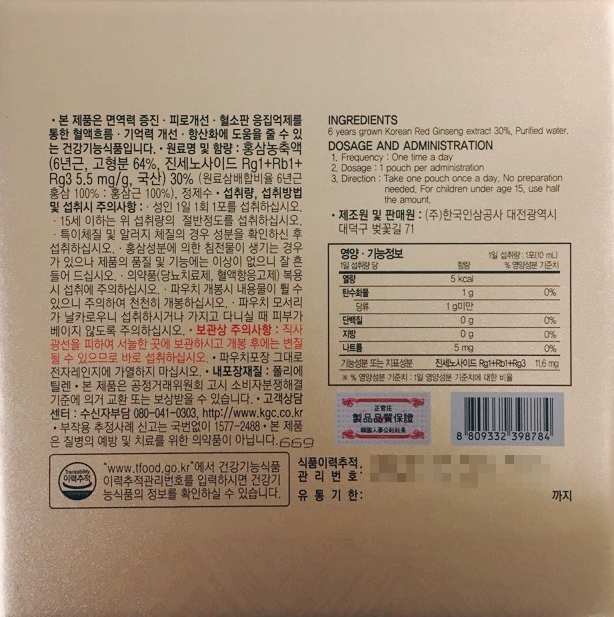 • 본 제품은 면역력 증진 · 피로개선 · 혈소판 응집억제를
통한 혈액흐름 · 기억력 개선 · 항산화에 도움을 줄 수 있
는 건강기능식품입니다. • 원료명 및 함량 : 홍삼농축액
(6년근, 고형분 64%, 진세노사이드 Rg1+Rb1+
Rg3 5.5 mg/g, 국산) 30% (원료삼배합비율 6년근
홍삼 100% : 홍삼근 100%), 정제수 • 섭취량, 섭취방법
및 섭취시 주의사항 : · 성인 1일 1회 1포를 섭취하십시오.
· 15세 이하는 위 섭취량의 절반정도를 섭취하십시오.
· 특이체질 및 알러지 체질의 경우 성분을 확인하신 후
섭취하십시오. · 홍삼성분에 의한 침전물이 생기는 경우
가 있으나 제품의 품질 및 기능에는 이상이 없으니 잘 흔
들어 드십시오. · 의약품(당뇨치료제, 혈액항응고제) 복용
시 섭취에 주의하십시오. · 파우치 개봉시 내용물이 튈 수
있으니 주의하여 천천히 개봉하십시오. · 파우치 모서리
가 날카로우니 섭취하시거나 가지고 다니실 때 피부가
베이지 않도록 주의하십시오. • 보관상 주의사항 : 직사
광선을 피하여 서늘한 곳에 보관하시고 개봉 후에는 변질
될 수 있으므로 바로 섭취하십시오. • 파우치포장 그대로
전자레인지에 가열하지 마십시오. • 내포장재질 : 폴리에
틸렌 • 본 제품은 공정거래위원회 고시 소비자분쟁해결
기준에 의거 교환 또는 보상받을 수 있습니다. • 고객상담
센터 : 수신자부담 080-041-0303, http://www.kgc.co.kr
• 부작용 추정사례 신고는 국번없이 1577-2488 • 본 제품
은 질병의 예방 및 치료를 위한 의약품이 아닙니다. 669
INGREDIENTS
6 years grown Korean Red Ginseng extract 30%, Purified water.
DOSAGE AND ADMINISTRATION
1. Frequency : One time a day
2. Dosage : 1 pouch per administration
3. Direction : Take one pouch once a day, No preparation
needed. For children under age 15, use half
the amount.
• 제조원 및 판매원 : (주)한국인삼공사 대전광역시
대덕구 벚꽃길 71
영양 · 기능정보 1일 섭취량 : 1포(10 mL)
1일 섭취량 당 함량 % 영양성분 기준치
열량 5 kcal
탄수화물 1 g 0%
당류 1 g미만
단백질 0 g 0%
지방 0 g 0%
나트륨 5 mg 0%
기능성분 또는 지표성분 진세노사이드 Rg1+Rb1+Rg3 11.6 mg
※ % 영양성분 기준치 : 1일 영양성분 기준치에 대한 비율
正官庄
製品品質保證
韓國人蔘公社社長
8 809332 398784
Traceability
이력추적
"www.tfood.go.kr"에서 건강기능식품
이력추적관리번호를 입력하시면 건강기
능식품의 정보를 확인하실 수 있습니다.
식품이력추적
관 리 번 호 :
유 통 기 한 : 까지